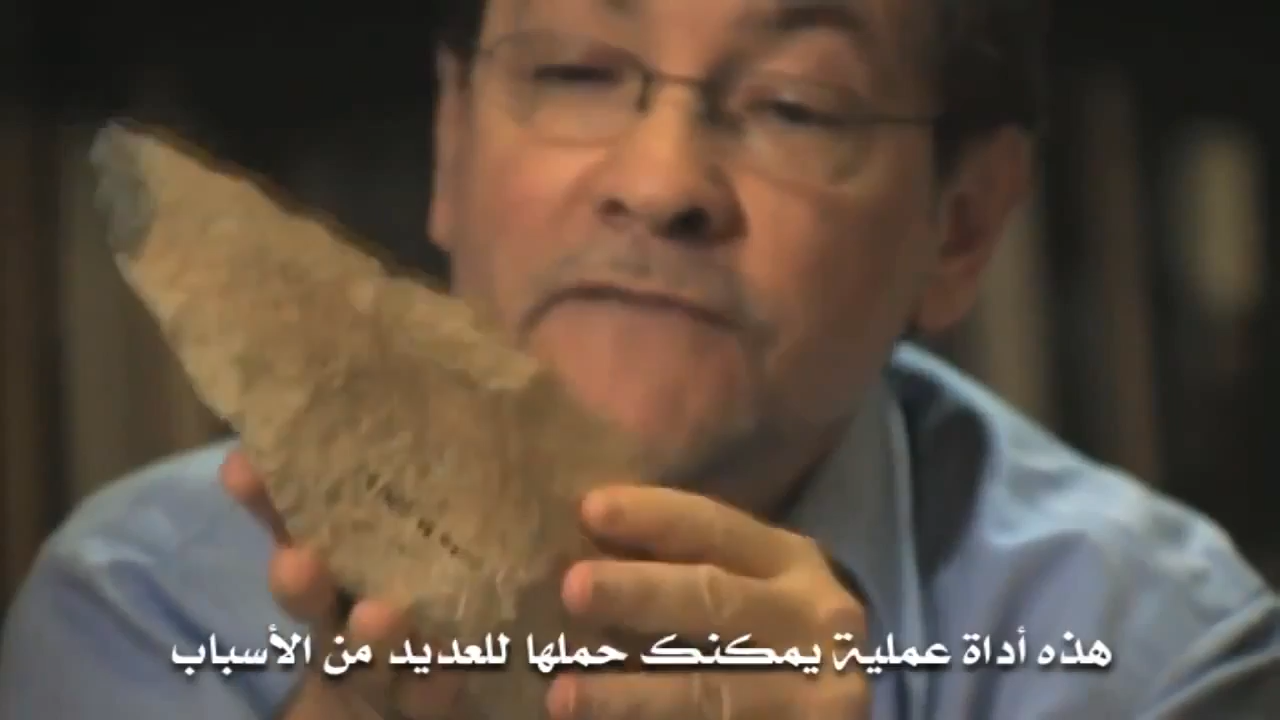 هذه أداة عملية يمكنك حملها للعديد من الأسباب